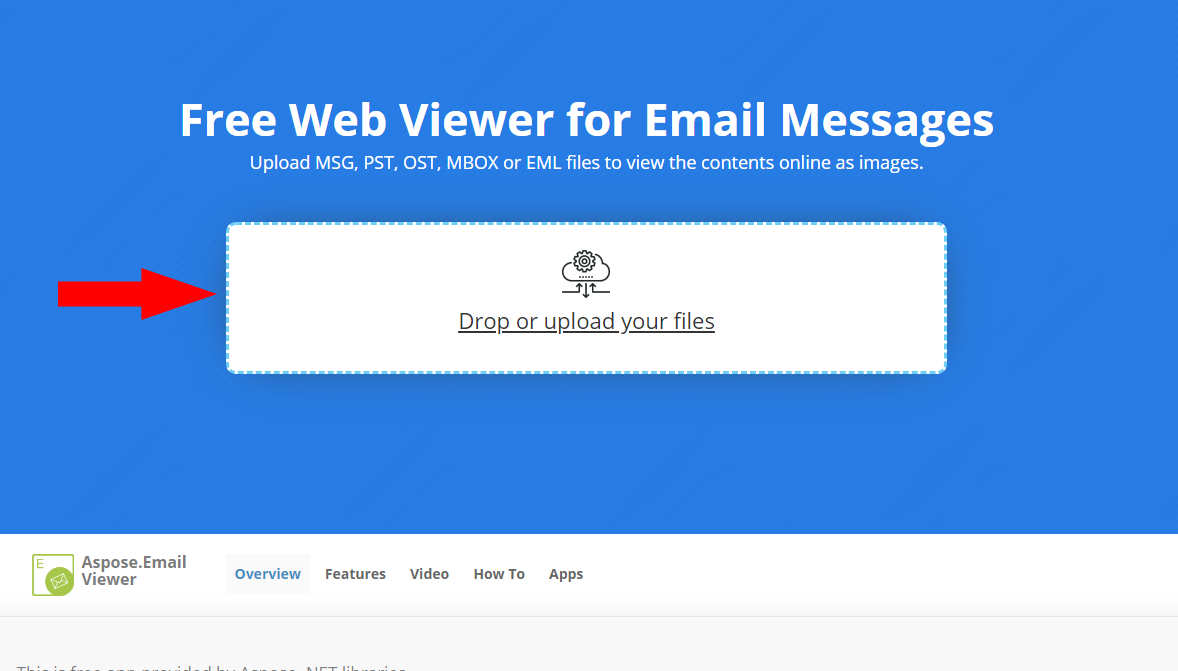 Free Web Viewer for Email Messages
Upload MSG, PST, OST, MBOX or EML files to view the contents online as images.
Drop or upload your files
E
Aspose.Email
Viewer
Overview Features Video How To Apps
This is free app provided by Aspose .NET libraries